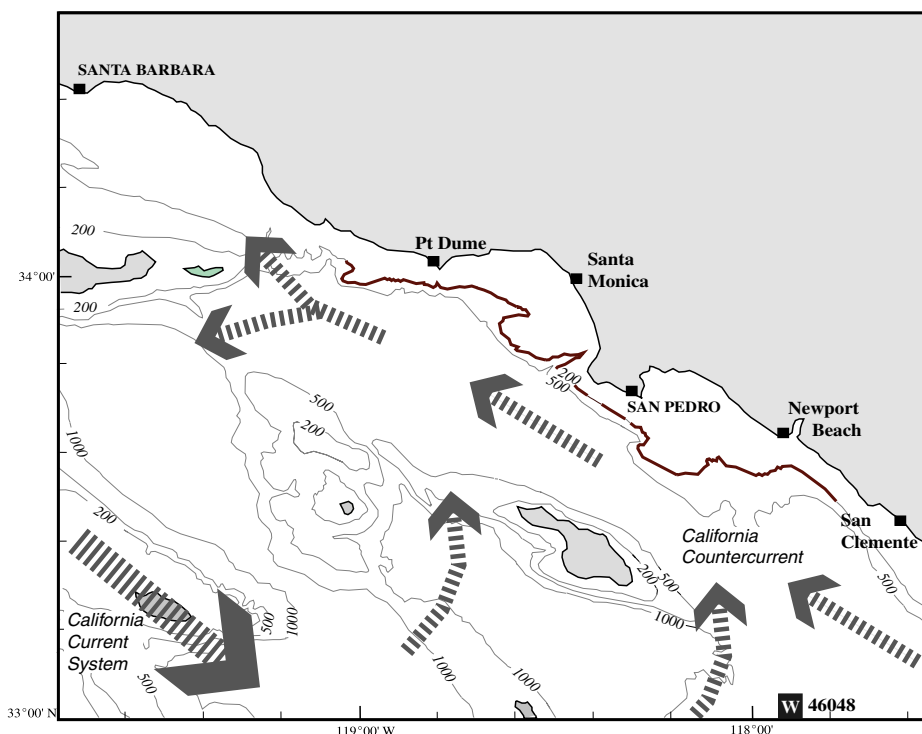 SANTA BARBARA
200
Pt Dume
Santa
Monica
34°00'
200
200
500
SAN PEDRO
Newport
Beach
500
200
1000
200
San
Clemente
California
Countercurrent
500
200
500
1000
500
1000
California
Current
System
500
1000
1000
33°00' N
W 46048
119°00' W
118°00'